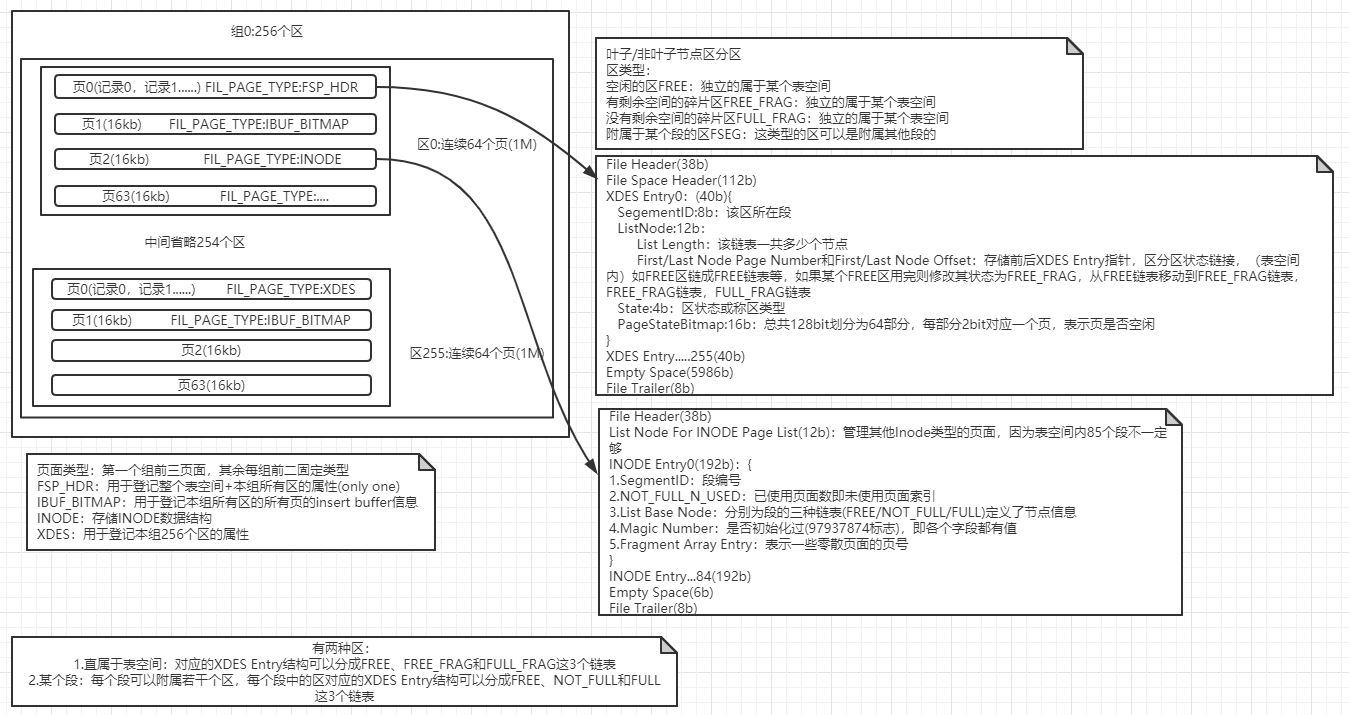 组0:256个区
页0(记录0，记录1......) FIL_PAGE_TYPE:FSP_HDR
页1(16kb) FIL_PAGE_TYPE:IBUF_BITMAP
页2(16kb) FIL_PAGE_TYPE:INODE
页63(16kb) FIL_PAGE_TYPE:....
区0:连续64个页(1M)
中间省略254个区
页0(记录0，记录1......) FIL_PAGE_TYPE:XDES
页1(16kb) FIL_PAGE_TYPE:IBUF_BITMAP
页2(16kb)
页63(16kb)
区255:连续64个页(1M)
叶子/非叶子节点区分区
区类型：
空闲的区FREE：独立的属于某个表空间
有剩余空间的碎片区FREE_FRAG：独立的属于某个表空间
没有剩余空间的碎片区FULL_FRAG：独立的属于某个表空间
附属于某个段的区FSEG：这类型的区可以是附属其他段的
File Header(38b)
File Space Header(112b)
XDES Entry0：(40b){
SegementID:8b：该区所在段
ListNode:12b：
List Length：该链表一共多少个节点
First/Last Node Page Number和First/Last Node Offset：存储前后XDES Entry指针，区分区状态链接，（表空间
内）如FREE区链成FREE链表等，如果某个FREE区用完则修改其状态为FREE_FRAG，从FREE链表移动到FREE_FRAG链表，
FREE_FRAG链表，FULL_FRAG链表
State:4b：区状态或称区类型
PageStateBitmap:16b：总共128bit划分为64部分，每部分2bit对应一个页，表示页是否空闲
}
XDES Entry.....255(40b)
Empty Space(5986b)
File Trailer(8b)
File Header(38b)
List Node For INODE Page List(12b)：管理其他Inode类型的页面，因为表空间内85个段不一定
够
INODE Entry0(192b)：{
1.SegmentID：段编号
2.NOT_FULL_N_USED：已使用页面数即未使用页面索引
3.List Base Node：分别为段的三种链表(FREE/NOT_FULL/FULL)定义了节点信息
4.Magic Number：是否初始化过(97937874标志)，即各个字段都有值
5.Fragment Array Entry：表示一些零散页面的页号
}
INODE Entry...84(192b)
Empty Space(6b)
File Trailer(8b)
页面类型：第一个组前三页面，其余每组前二固定类型
FSP_HDR：用于登记整个表空间+本组所有区的属性(only one)
IBUF_BITMAP：用于登记本组所有区的所有页的insert buffer信息
INODE：存储INODE数据结构
XDES：用于登记本组256个区的属性
有两种区：
1.直属于表空间：对应的XDES Entry结构可以分成FREE、FREE_FRAG和FULL_FRAG这3个链表
2.某个段：每个段可以附属若干个区，每个段中的区对应的XDES Entry结构可以分成FREE、NOT_FULL和FULL
这3个链表